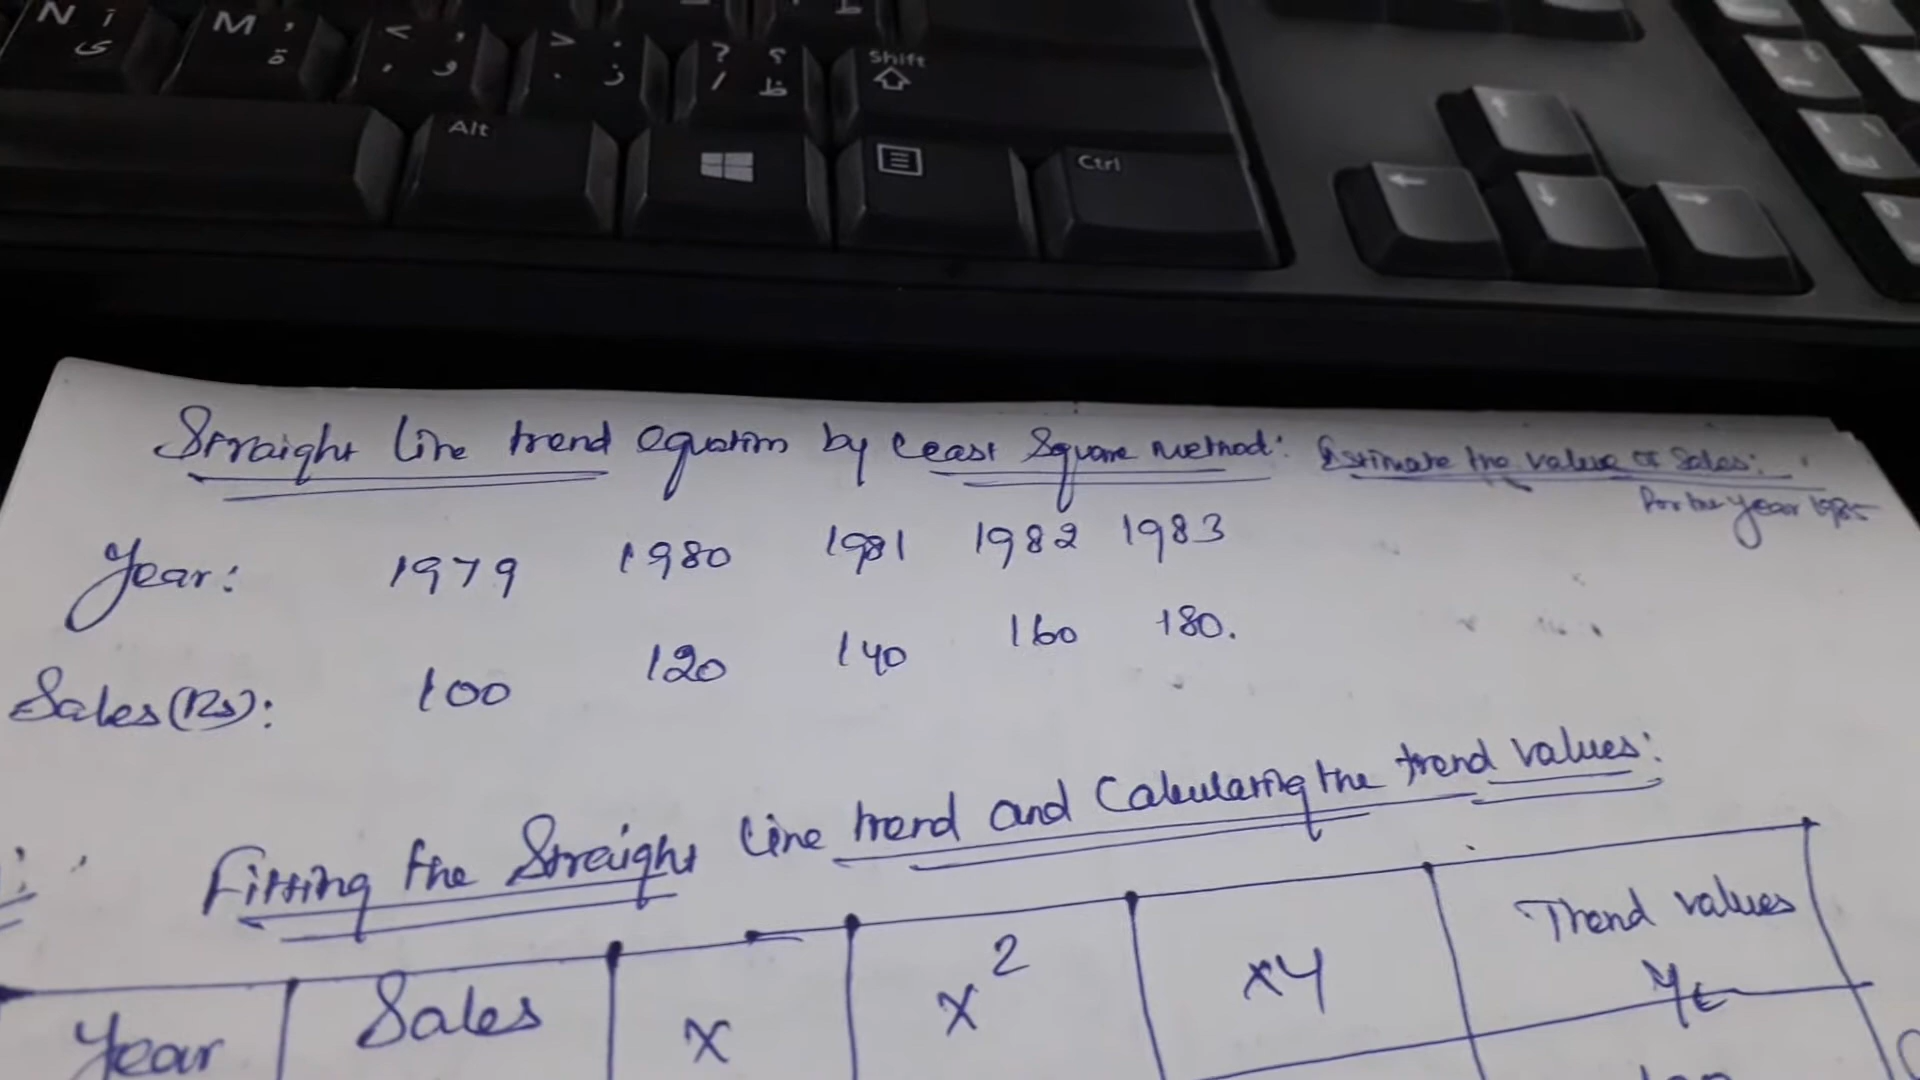 N ى
M ة
< , و
> . ز
? / ؟ ظ
Shift
Alt
Ctrl
Straight line trend equation by least Square method: Estimate the value of Sales:
For the year 1985
Year: 1979 1980 1981 1982 1983
Sales (Rs): 100 120 140 160 180.
Fitting the Straight line trend and Calculating the trend values:
Year Sales x x² xy Trend values
Yt